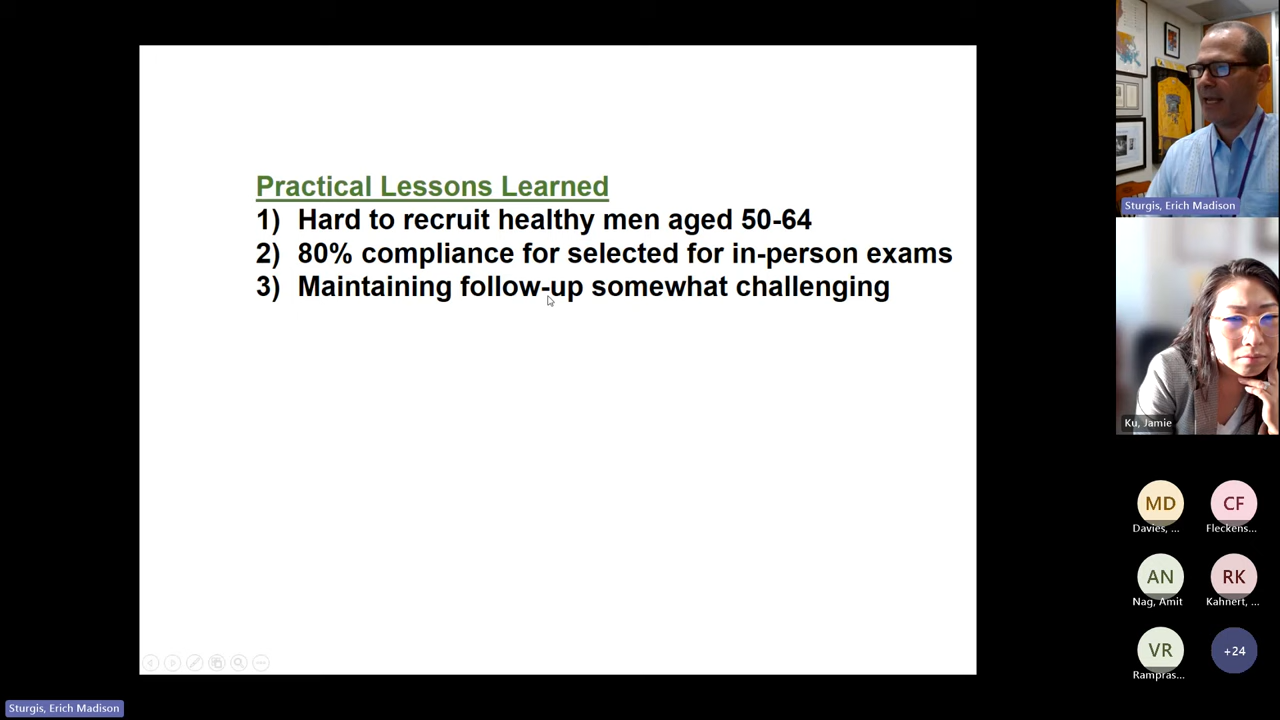 Practical Lessons Learned
1) Hard to recruit healthy men aged 50-64
2) 80% compliance for selected for in-person exams
3) Maintaining follow-up somewhat challenging
Sturgis, Erich Madison
Ku, Jamie
MD
CF
Davies, ...
Fleckens...
AN
RK
Nag, Amit
Kahnert, ...
VR
+24
Rampras...
Sturgis, Erich Madison